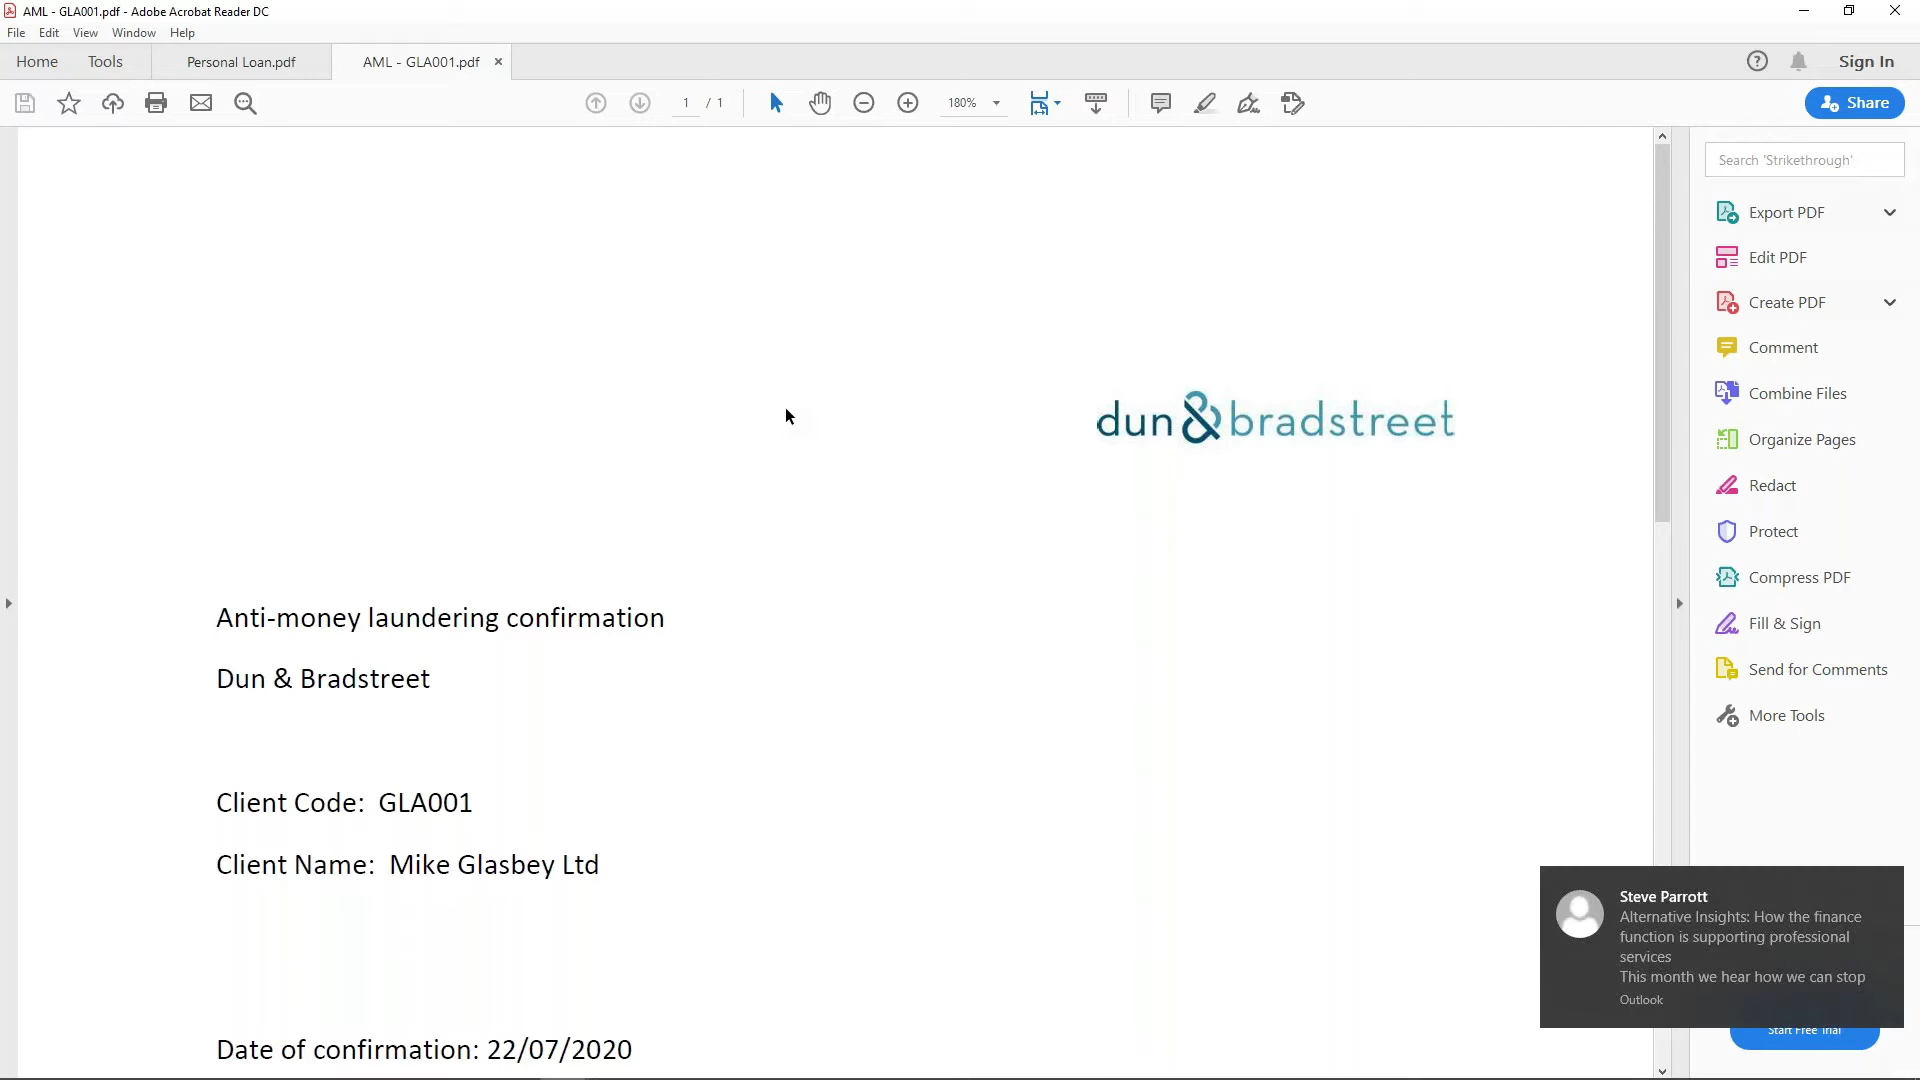 AML - GLA001.pdf - Adobe Acrobat Reader DC
File Edit View Window Help
Home Tools Personal Loan.pdf AML - GLA001.pdf Sign In
1 / 1 180% Share
Search 'Strikethrough'
Export PDF
Edit PDF
Create PDF
Comment
Combine Files
Organize Pages
Redact
Protect
Compress PDF
Fill & Sign
Send for Comments
More Tools
dun & bradstreet
Anti-money laundering confirmation
Dun & Bradstreet
Client Code: GLA001
Client Name: Mike Glasbey Ltd
Date of confirmation: 22/07/2020
Steve Parrott
Alternative Insights: How the finance
function is supporting professional
services
This month we hear how we can stop
Outlook
Start Free Trial